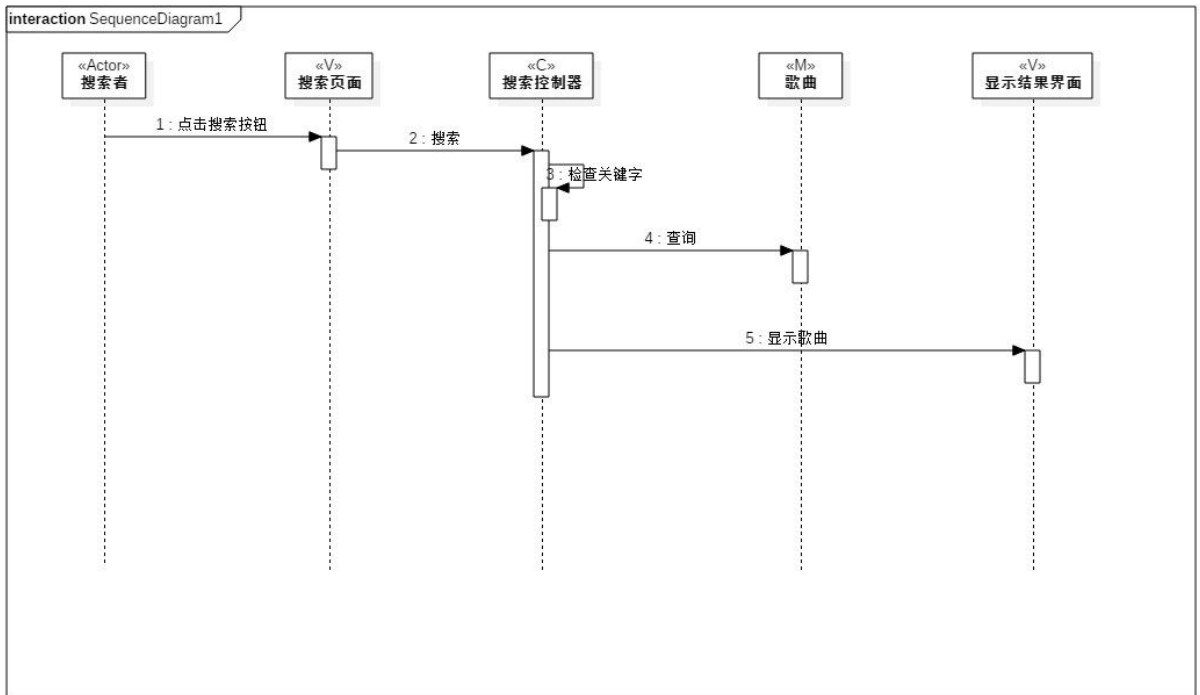 interaction SequenceDiagram1
«Actor»
搜索者
«V»
搜索页面
«C»
搜索控制器
«M»
歌曲
«V»
显示结果界面
1 : 点击搜索按钮
2 : 搜索
3 : 检查关键字
4 : 查询
5 : 显示歌曲